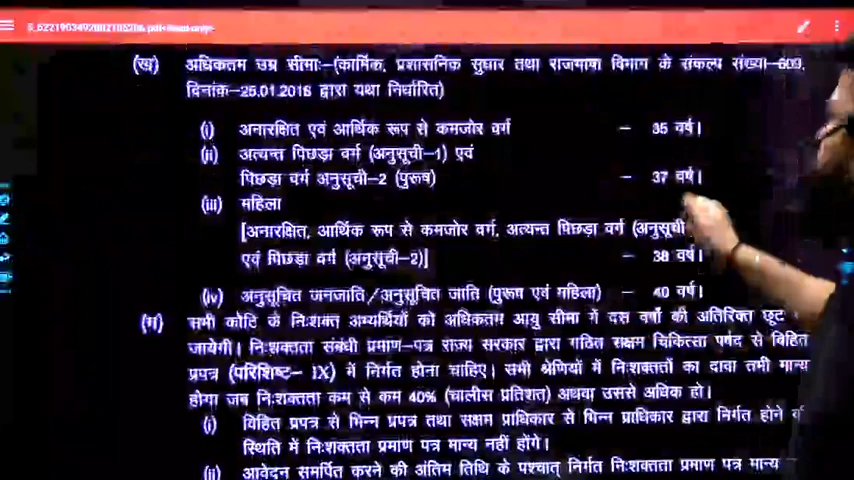 (ख) अधिकतम उम्र सीमा:-(कार्मिक, प्रशासनिक सुधार तथा राजभाषा विभाग के संकल्प संख्या-609,
दिनांक-25.01.2016 द्वारा यथा निर्धारित)
(i) अनारक्षित एवं आर्थिक रूप से कमजोर वर्ग - 35 वर्ष।
(ii) अत्यन्त पिछड़ा वर्ग (अनुसूची-1) एवं
पिछड़ा वर्ग अनुसूची-2 (पुरूष) - 37 वर्ष।
(iii) महिला
[अनारक्षित, आर्थिक रूप से कमजोर वर्ग, अत्यन्त पिछड़ा वर्ग (अनुसूची
एवं पिछड़ा वर्ग (अनुसूची-2)] - 38 वर्ष।
(iv) अनुसूचित जनजाति/अनुसूचित जाति (पुरूष एवं महिला) - 40 वर्ष।
(ग) सभी कोटि के निःशक्त अभ्यर्थियों को अधिकतम आयु सीमा में दस वर्षो की अतिरिक्त छूट
जायेगी। निःशक्तता संबंधी प्रमाण-पत्र राज्य सरकार द्वारा गठित सक्षम चिकित्सा पर्षद से विहित
प्रपत्र (परिशिष्ट- IX) में निर्गत होना चाहिए। सभी श्रेणियों में निःशक्तता का दावा तभी मान्य
होगा जब निःशक्तता कम से कम 40% (चालीस प्रतिशत) अथवा उससे अधिक हो।
(i) विहित प्रपत्र से भिन्न प्रपत्र तथा सक्षम प्राधिकार से भिन्न प्राधिकार द्वारा निर्गत होने
स्थिति में निःशक्तता प्रमाण पत्र मान्य नहीं होंगे।
(ii) आवेदन समर्पित करने की अंतिम तिथि के पश्चात् निर्गत निःशक्तता प्रमाण पत्र मान्य